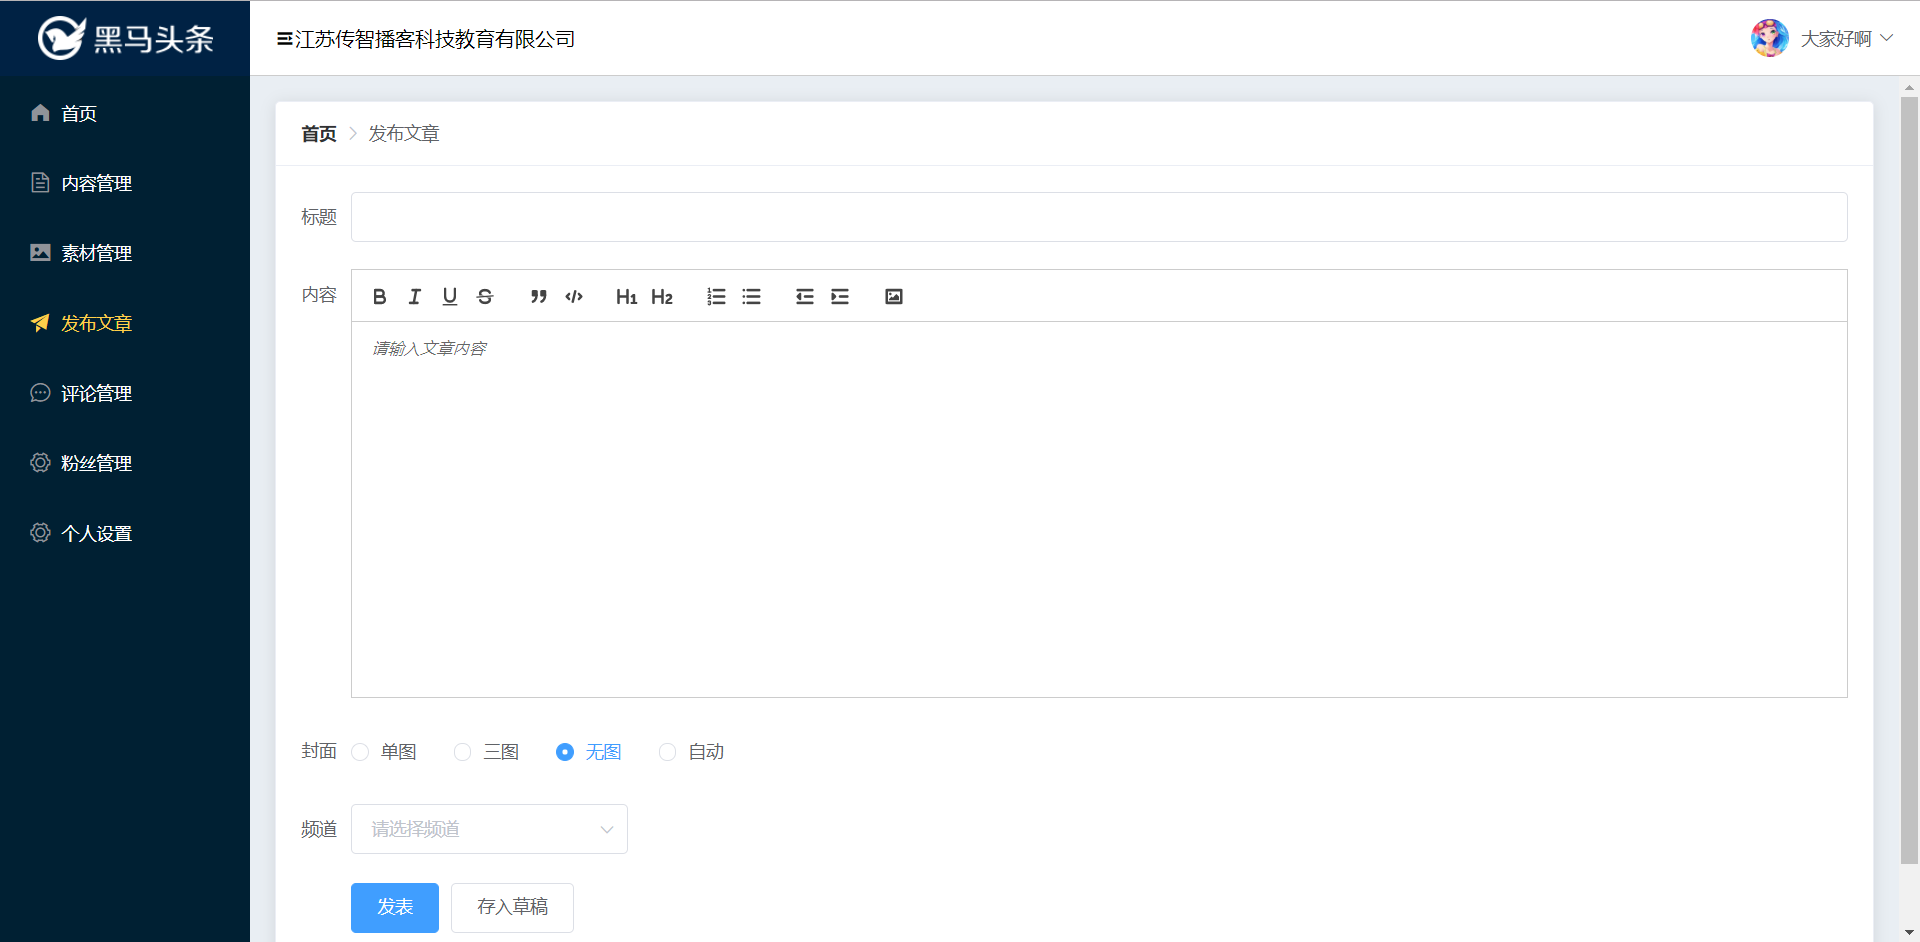 黑马头条
江苏传智播客科技教育有限公司
大家好啊
首页
内容管理
素材管理
发布文章
评论管理
粉丝管理
个人设置
首页 > 发布文章
标题
内容
B I U S H1 H2
请输入文章内容
封面 单图 三图 无图 自动
频道 请选择频道
发表 存入草稿